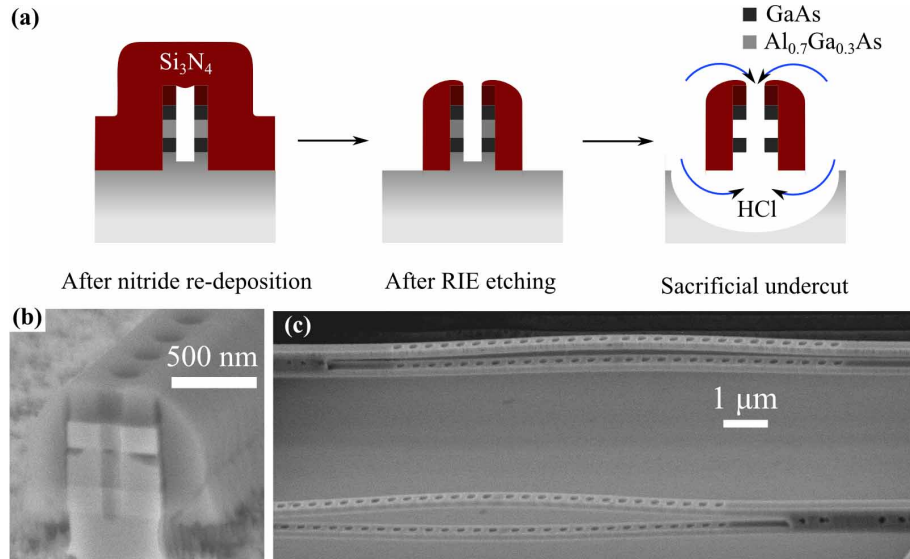 (a)
GaAs
Al₀.₇Ga₀.₃As
Si₃N₄
HCl
After nitride re-deposition
After RIE etching
Sacrificial undercut
(b)
500 nm
(c)
1 μm